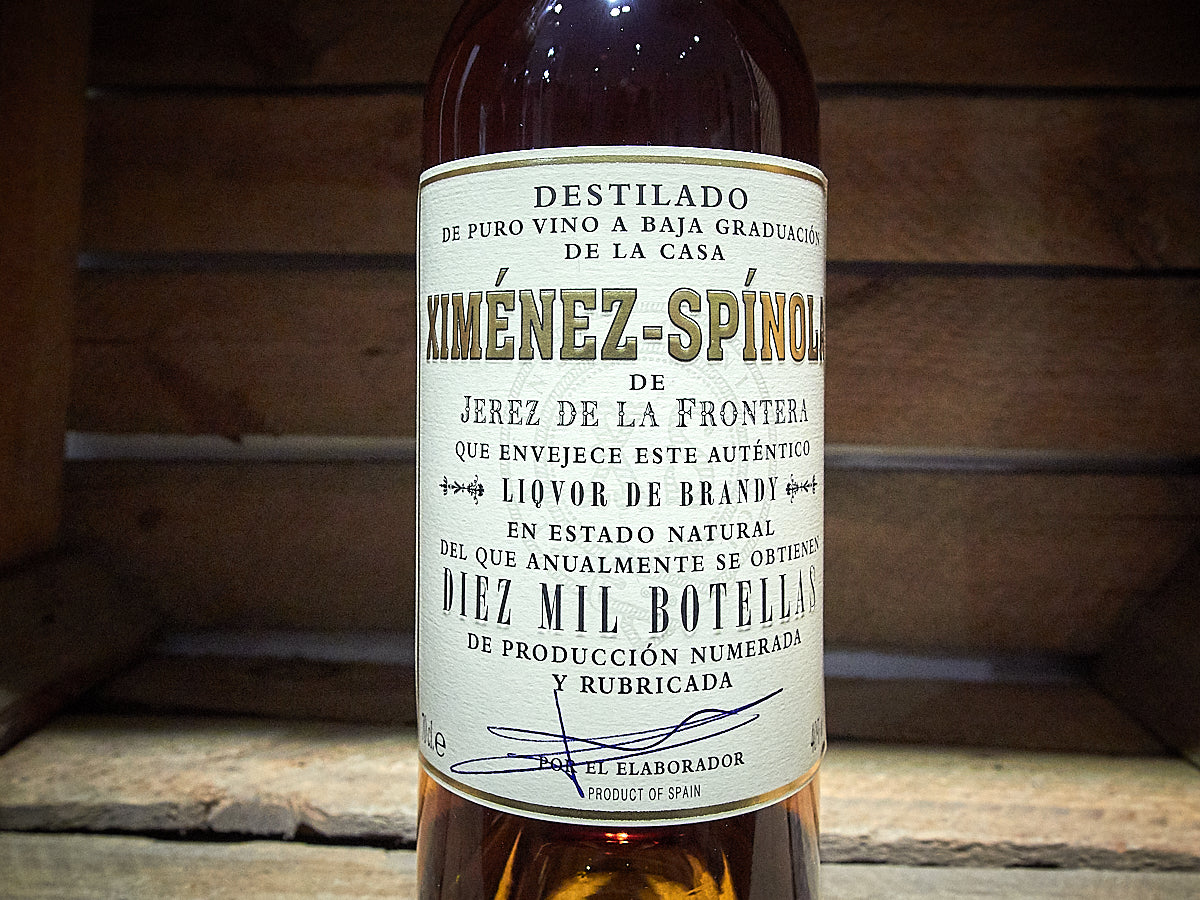 DESTILADO
DE PURO VINO A BAJA GRADUACIÓN
DE LA CASA
XIMÉNEZ-SPÍNOLA
DE
JEREZ DE LA FRONTERA
QUE ENVEJECE ESTE AUTÉNTICO
LIQVOR DE BRANDY
EN ESTADO NATURAL
DEL QUE ANUALMENTE SE OBTIENEN
DIEZ MIL BOTELLAS
DE PRODUCCIÓN NUMERADA
Y RUBRICADA
70 cl. e
POR EL ELABORADOR
PRODUCT OF SPAIN